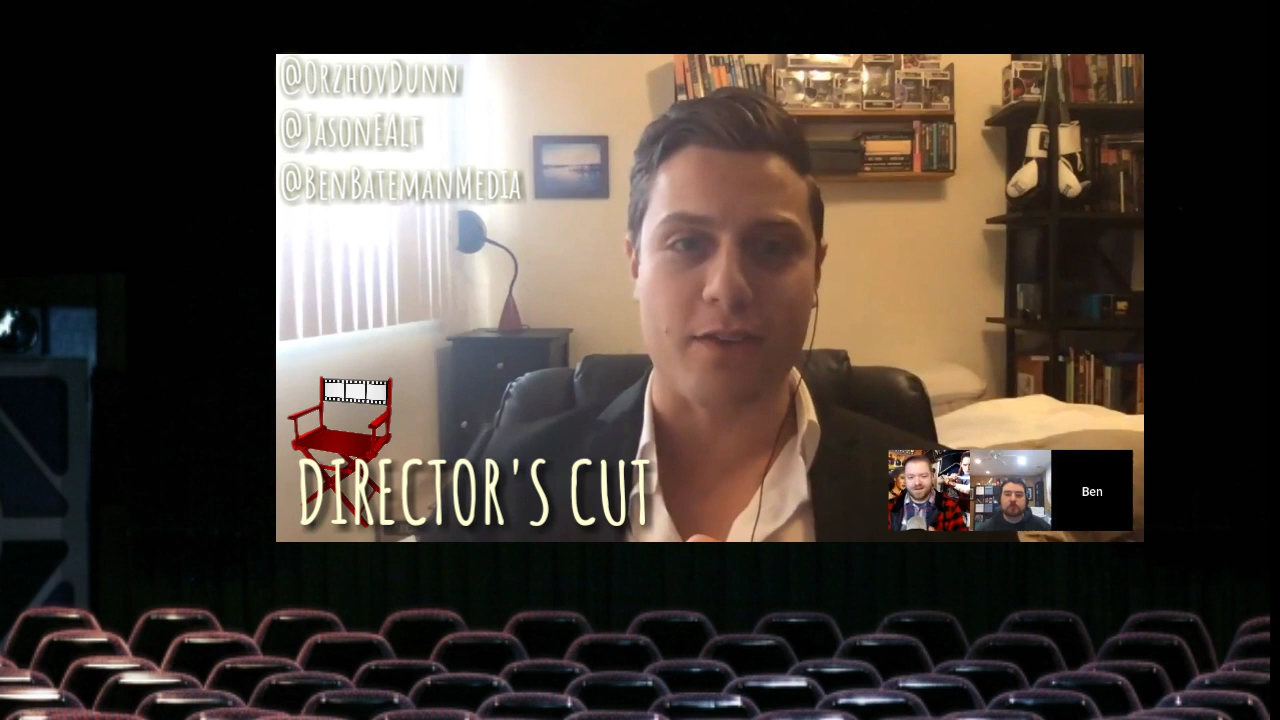 @OrzhovDunn
@JasonEAlt
@BenBatemanMedia
DIRECTOR'S CUT
Ben